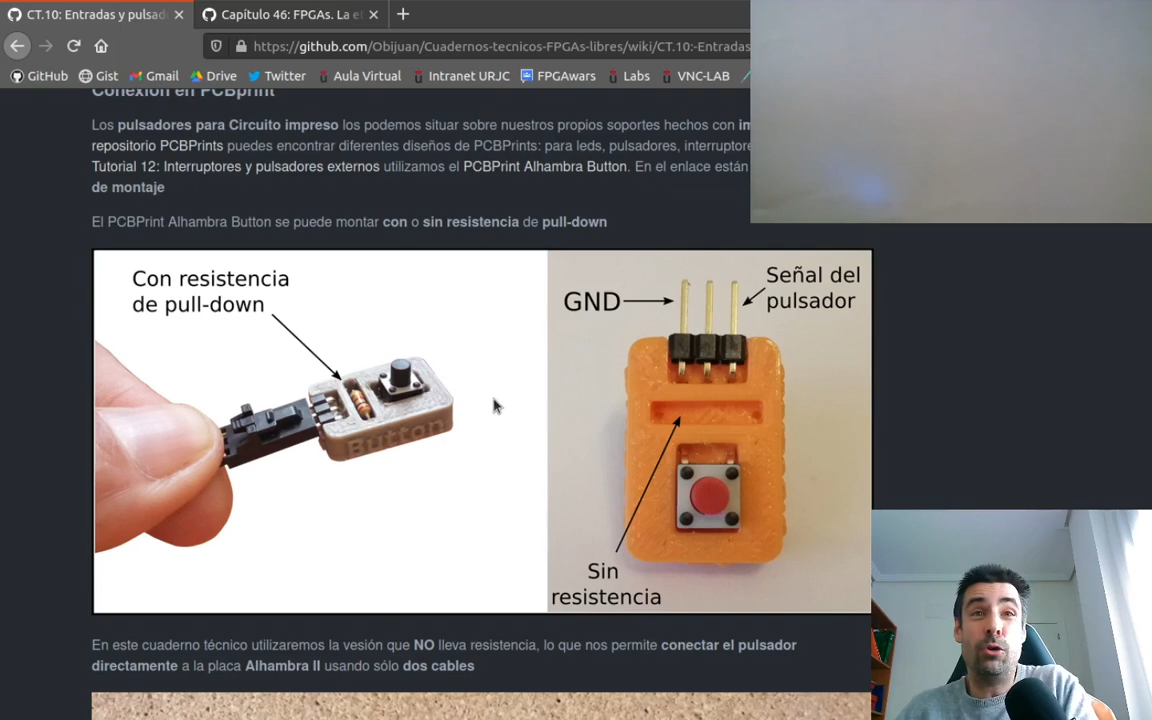 CT.10: Entradas y pulsad
Capítulo 46: FPGAs. La e
https://github.com/Obijuan/Cuadernos-tecnicos-FPGAs-libres/wiki/CT.10:-Entradas
GitHub Gist Gmail Drive Twitter Aula Virtual Intranet URJC FPGAwars Labs VNC-LAB
Conexión en PCBprint
Los pulsadores para Circuito impreso los podemos situar sobre nuestros propios soportes hechos con im
repositorio PCBPrints puedes encontrar diferentes diseños de PCBPrints: para leds, pulsadores, interruptore
Tutorial 12: Interruptores y pulsadores externos utilizamos el PCBPrint Alhambra Button. En el enlace están
de montaje
El PCBPrint Alhambra Button se puede montar con o sin resistencia de pull-down
Con resistencia
de pull-down
Button
GND
Señal del
pulsador
Sin
resistencia
En este cuaderno técnico utilizaremos la vesión que NO lleva resistencia, lo que nos permite conectar el pulsador
directamente a la placa Alhambra II usando sólo dos cables